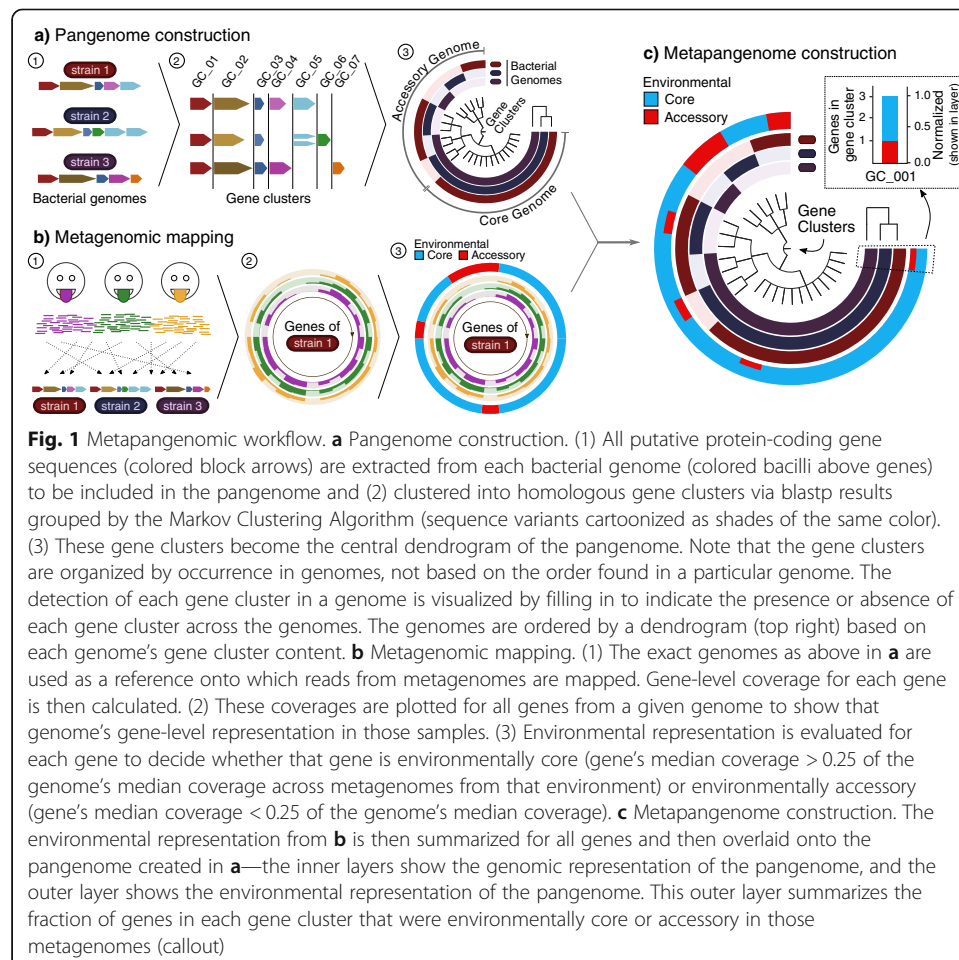 a) Pangenome construction
1
strain 1
strain 2
strain 3
Bacterial genomes
2
GC_01
GC_02
GC_03
GC_04
GC_05
GC_06
GC_07
Gene clusters
3
Accessory Genome
Bacterial
Genomes
Gene
Clusters
Core Genome
b) Metagenomic mapping
1
strain 1
strain 2
strain 3
2
Genes of
strain 1
3
Environmental
Core
Accessory
Genes of
strain 1
c) Metapangenome construction
Environmental
Core
Accessory
Genes in
gene cluster
3
2
1
1.0
0.5
0.0
Normalized
(shown in layer)
GC_001
Gene
Clusters
Fig. 1 Metapangenomic workflow. a Pangenome construction. (1) All putative protein-coding gene
sequences (colored block arrows) are extracted from each bacterial genome (colored bacilli above genes)
to be included in the pangenome and (2) clustered into homologous gene clusters via blastp results
grouped by the Markov Clustering Algorithm (sequence variants cartoonized as shades of the same color).
(3) These gene clusters become the central dendrogram of the pangenome. Note that the gene clusters
are organized by occurrence in genomes, not based on the order found in a particular genome. The
detection of each gene cluster in a genome is visualized by filling in to indicate the presence or absence of
each gene cluster across the genomes. The genomes are ordered by a dendrogram (top right) based on
each genome's gene cluster content. b Metagenomic mapping. (1) The exact genomes as above in a are
used as a reference onto which reads from metagenomes are mapped. Gene-level coverage for each gene
is then calculated. (2) These coverages are plotted for all genes from a given genome to show that
genome's gene-level representation in those samples. (3) Environmental representation is evaluated for
each gene to decide whether that gene is environmentally core (gene's median coverage > 0.25 of the
genome's median coverage across metagenomes from that environment) or environmentally accessory
(gene's median coverage < 0.25 of the genome's median coverage). c Metapangenome construction. The
environmental representation from b is then summarized for all genes and then overlaid onto the
pangenome created in a—the inner layers show the genomic representation of the pangenome, and the
outer layer shows the environmental representation of the pangenome. This outer layer summarizes the
fraction of genes in each gene cluster that were environmentally core or accessory in those
metagenomes (callout)